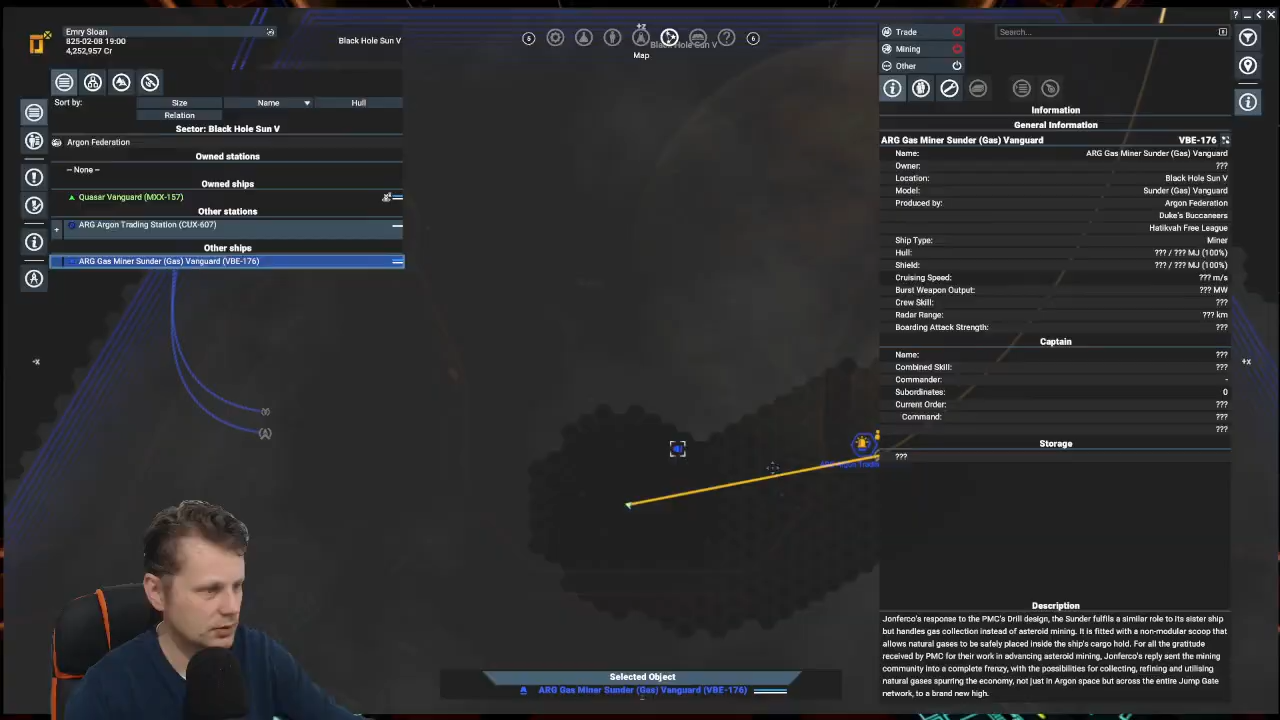 Emry Sloan
825-02-08 19:00
4,252,957 Cr
Black Hole Sun V
Sort by:
Size
Name
Hull
Relation
Sector: Black Hole Sun V
Argon Federation
Owned stations
-- None --
Owned ships
Quasar Vanguard (MXX-157)
Other stations
+
ARG Argon Trading Station (CUX-607)
Other ships
ARG Gas Miner Sunder (Gas) Vanguard (VBE-176)
+z
Black Hole Sun V
Map
-x
+x
Selected Object
ARG Gas Miner Sunder (Gas) Vanguard (VBE-176)
Trade
Mining
Other
Search...
Information
General Information
ARG Gas Miner Sunder (Gas) Vanguard VBE-176
Name: ARG Gas Miner Sunder (Gas) Vanguard
Owner: ???
Location: Black Hole Sun V
Model: Sunder (Gas) Vanguard
Produced by: Argon Federation
Duke's Buccaneers
Hatikvah Free League
Ship Type: Miner
Hull: ??? / ??? MJ (100%)
Shield: ??? / ??? MJ (100%)
Cruising Speed: ??? m/s
Burst Weapon Output: ??? MW
Crew Skill: ???
Radar Range: ??? km
Boarding Attack Strength: ???
Captain
Name: ???
Combined Skill: ???
Commander: -
Subordinates: 0
Current Order: ???
Command: ???
???
Storage
???
Description
Jonferco's response to the PMC's Drill design, the Sunder fulfils a similar role to its sister ship
but handles gas collection instead of asteroid mining. It is fitted with a non-modular scoop that
allows natural gases to be safely placed inside the ship's cargo hold. For all the gratitude
received by PMC for their work in advancing asteroid mining, Jonferco's reply sent the mining
community into a complete frenzy, with the possibilities for collecting, refining and utilising
natural gases spurring the economy, not just in Argon space but across the entire Jump Gate
network, to a brand new high.